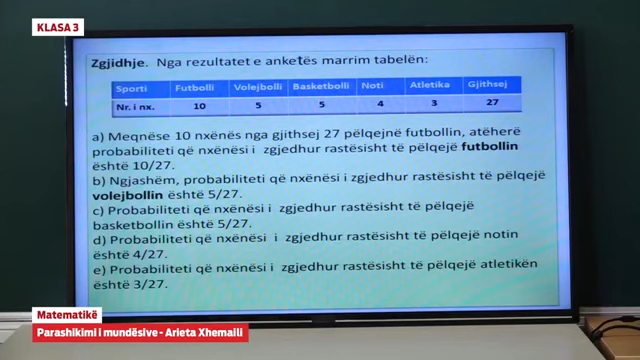 KLASA 3
Zgjidhje. Nga rezultatet e anketës marrim tabelën:
Sporti Futbolli Volejbolli Basketbolli Noti Atletika Gjithsej
Nr. i nx. 10 5 5 4 3 27
a) Meqnëse 10 nxënës nga gjithsej 27 pëlqejnë futbollin, atëherë
probabiliteti që nxënësi i zgjedhur rastësisht të pëlqejë futbollin
është 10/27.
b) Ngjashëm, probabiliteti që nxënësi i zgjedhur rastësisht të pëlqejë
volejbollin është 5/27.
c) Probabiliteti që nxënësi i zgjedhur rastësisht të pëlqejë
basketbollin është 5/27.
d) Probabiliteti që nxënësi i zgjedhur rastësisht të pëlqejë notin
është 4/27.
e) Probabiliteti që nxënësi i zgjedhur rastësisht të pëlqejë atletikën
është 3/27.
Matematikë
Parashikimi i mundësive - Arieta Xhemaili